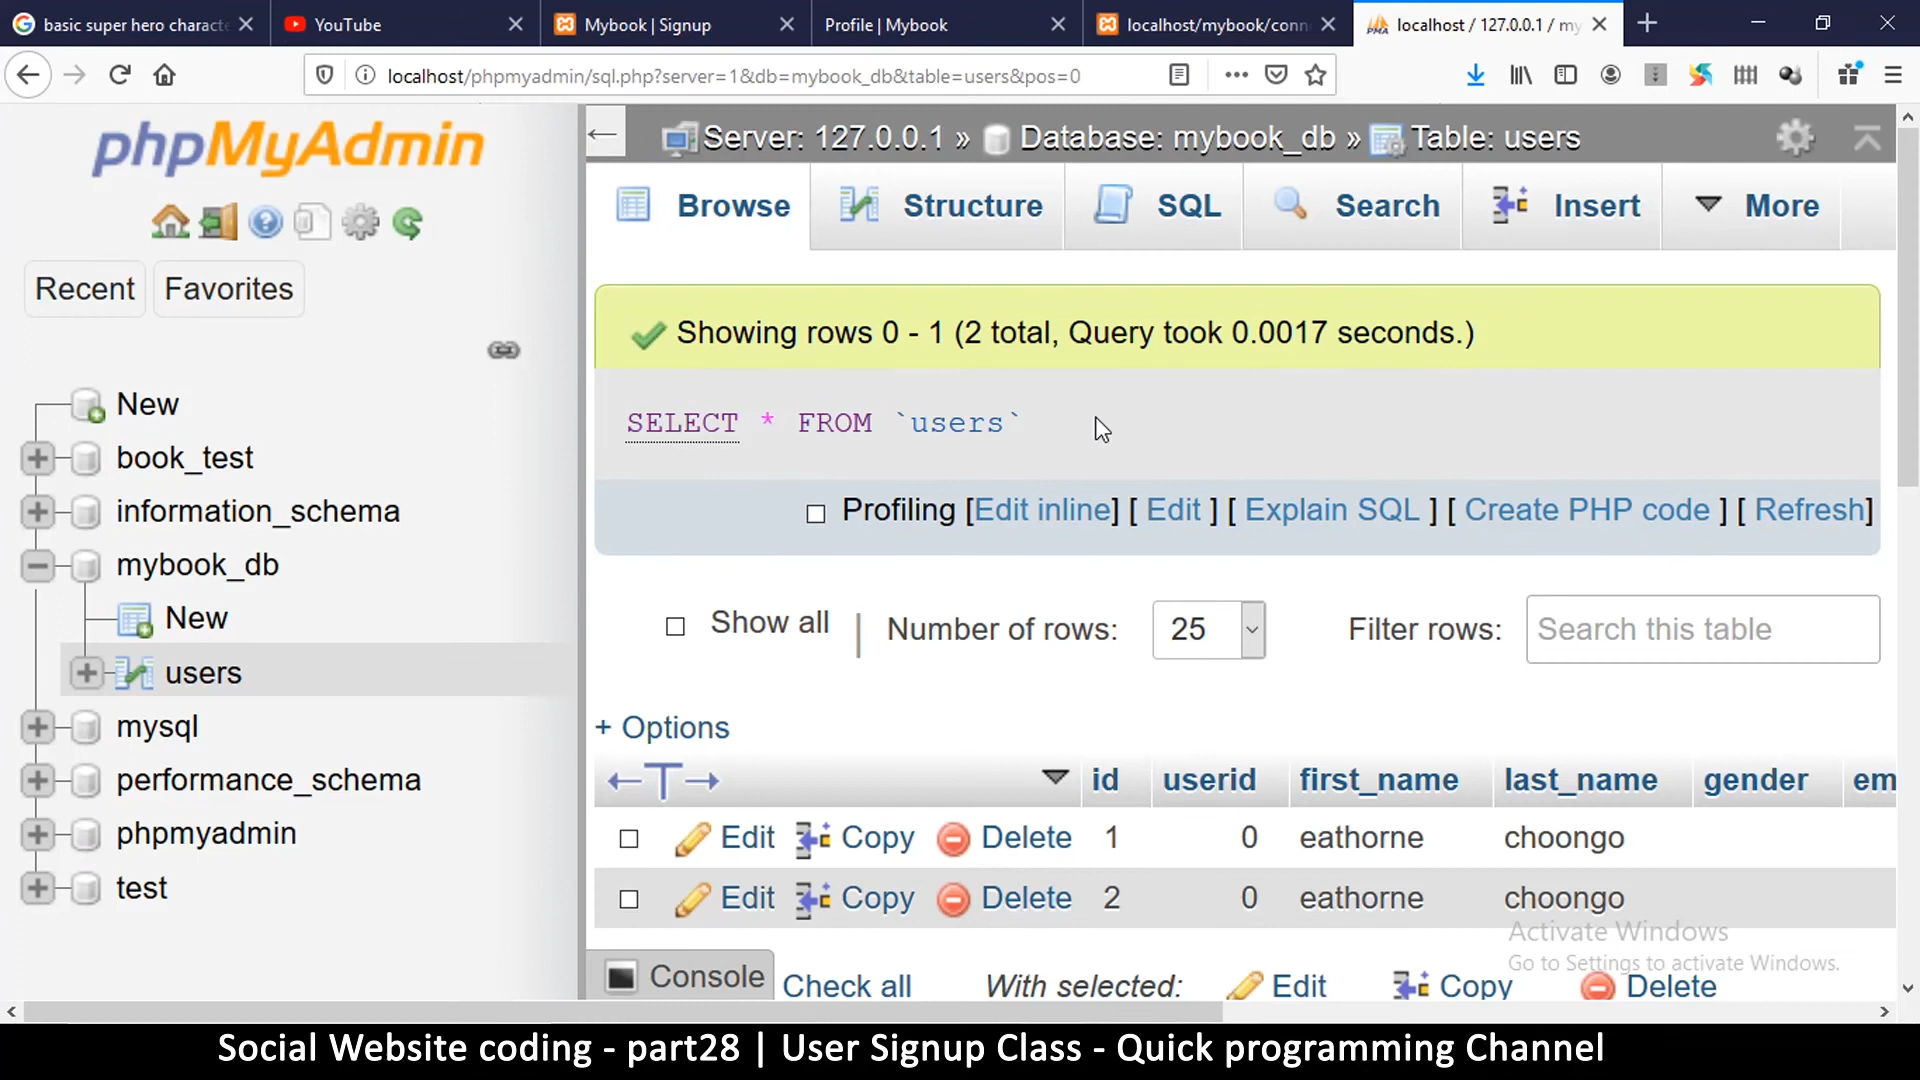 basic super hero characte
YouTube
Mybook | Signup
Profile | Mybook
localhost/mybook/conn
localhost / 127.0.0.1 / my
localhost/phpmyadmin/sql.php?server=1&db=mybook_db&table=users&pos=0
phpMyAdmin
Recent
Favorites
New
book_test
information_schema
mybook_db
New
users
mysql
performance_schema
phpmyadmin
test
Server: 127.0.0.1 » Database: mybook_db » Table: users
Browse
Structure
SQL
Search
Insert
More
Showing rows 0 - 1 (2 total, Query took 0.0017 seconds.)
SELECT * FROM `users`
Profiling [Edit inline] [ Edit ] [ Explain SQL ] [ Create PHP code ] [ Refresh]
Show all | Number of rows: 25 Filter rows: Search this table
+ Options
id userid first_name last_name gender em
Edit Copy Delete 1 0 eathorne choongo
Edit Copy Delete 2 0 eathorne choongo
Activate Windows
Go to Settings to activate Windows.
Console
Check all With selected: Edit Copy Delete
Social Website coding - part28 | User Signup Class - Quick programming Channel